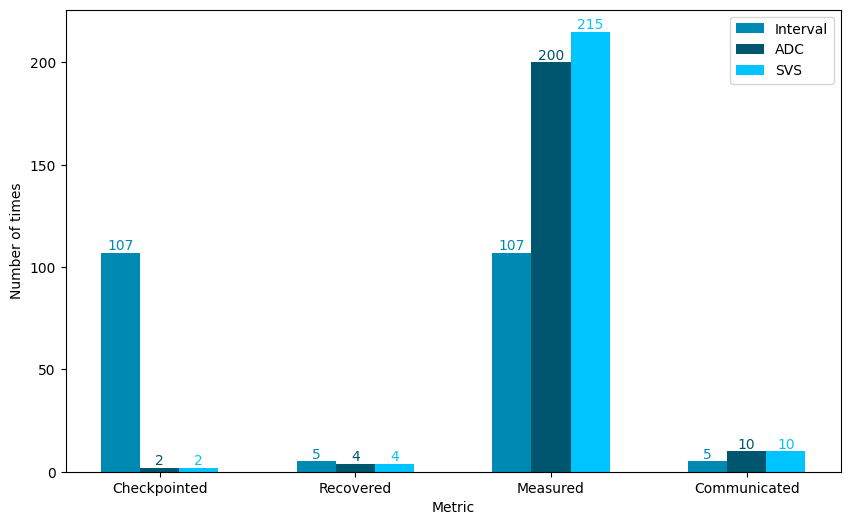 Number of times
200
150
100
50
0
107
2
2
5
4
4
107
200
215
5
10
10
Checkpointed
Recovered
Measured
Communicated
Metric
Interval
ADC
SVS